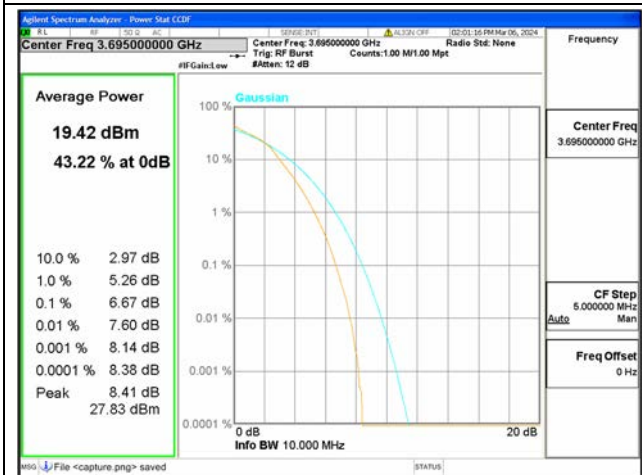 Agilent Spectrum Analyzer - Power Stat CCDF
RL RF 50 Ω AC SENSE:INT ALIGN OFF 02:01:16 PM Mar 06, 2024
Center Freq 3.695000000 GHz
Center Freq: 3.695000000 GHz Radio Std: None
Trig: RF Burst Counts:1.00 M/1.00 Mpt
#IFGain:Low #Atten: 12 dB
Frequency
Average Power
19.42 dBm
43.22 % at 0dB
10.0 % 2.97 dB
1.0 % 5.26 dB
0.1 % 6.67 dB
0.01 % 7.60 dB
0.001 % 8.14 dB
0.0001 % 8.38 dB
Peak 8.41 dB
27.83 dBm
Gaussian
100 %
10 %
1 %
0.1 %
0.01 %
0.001 %
0.0001 %
0 dB 20 dB
Info BW 10.000 MHz
Center Freq
3.695000000 GHz
CF Step
5.000000 MHz
Auto Man
Freq Offset
0 Hz
MSG File <capture.png> saved STATUS